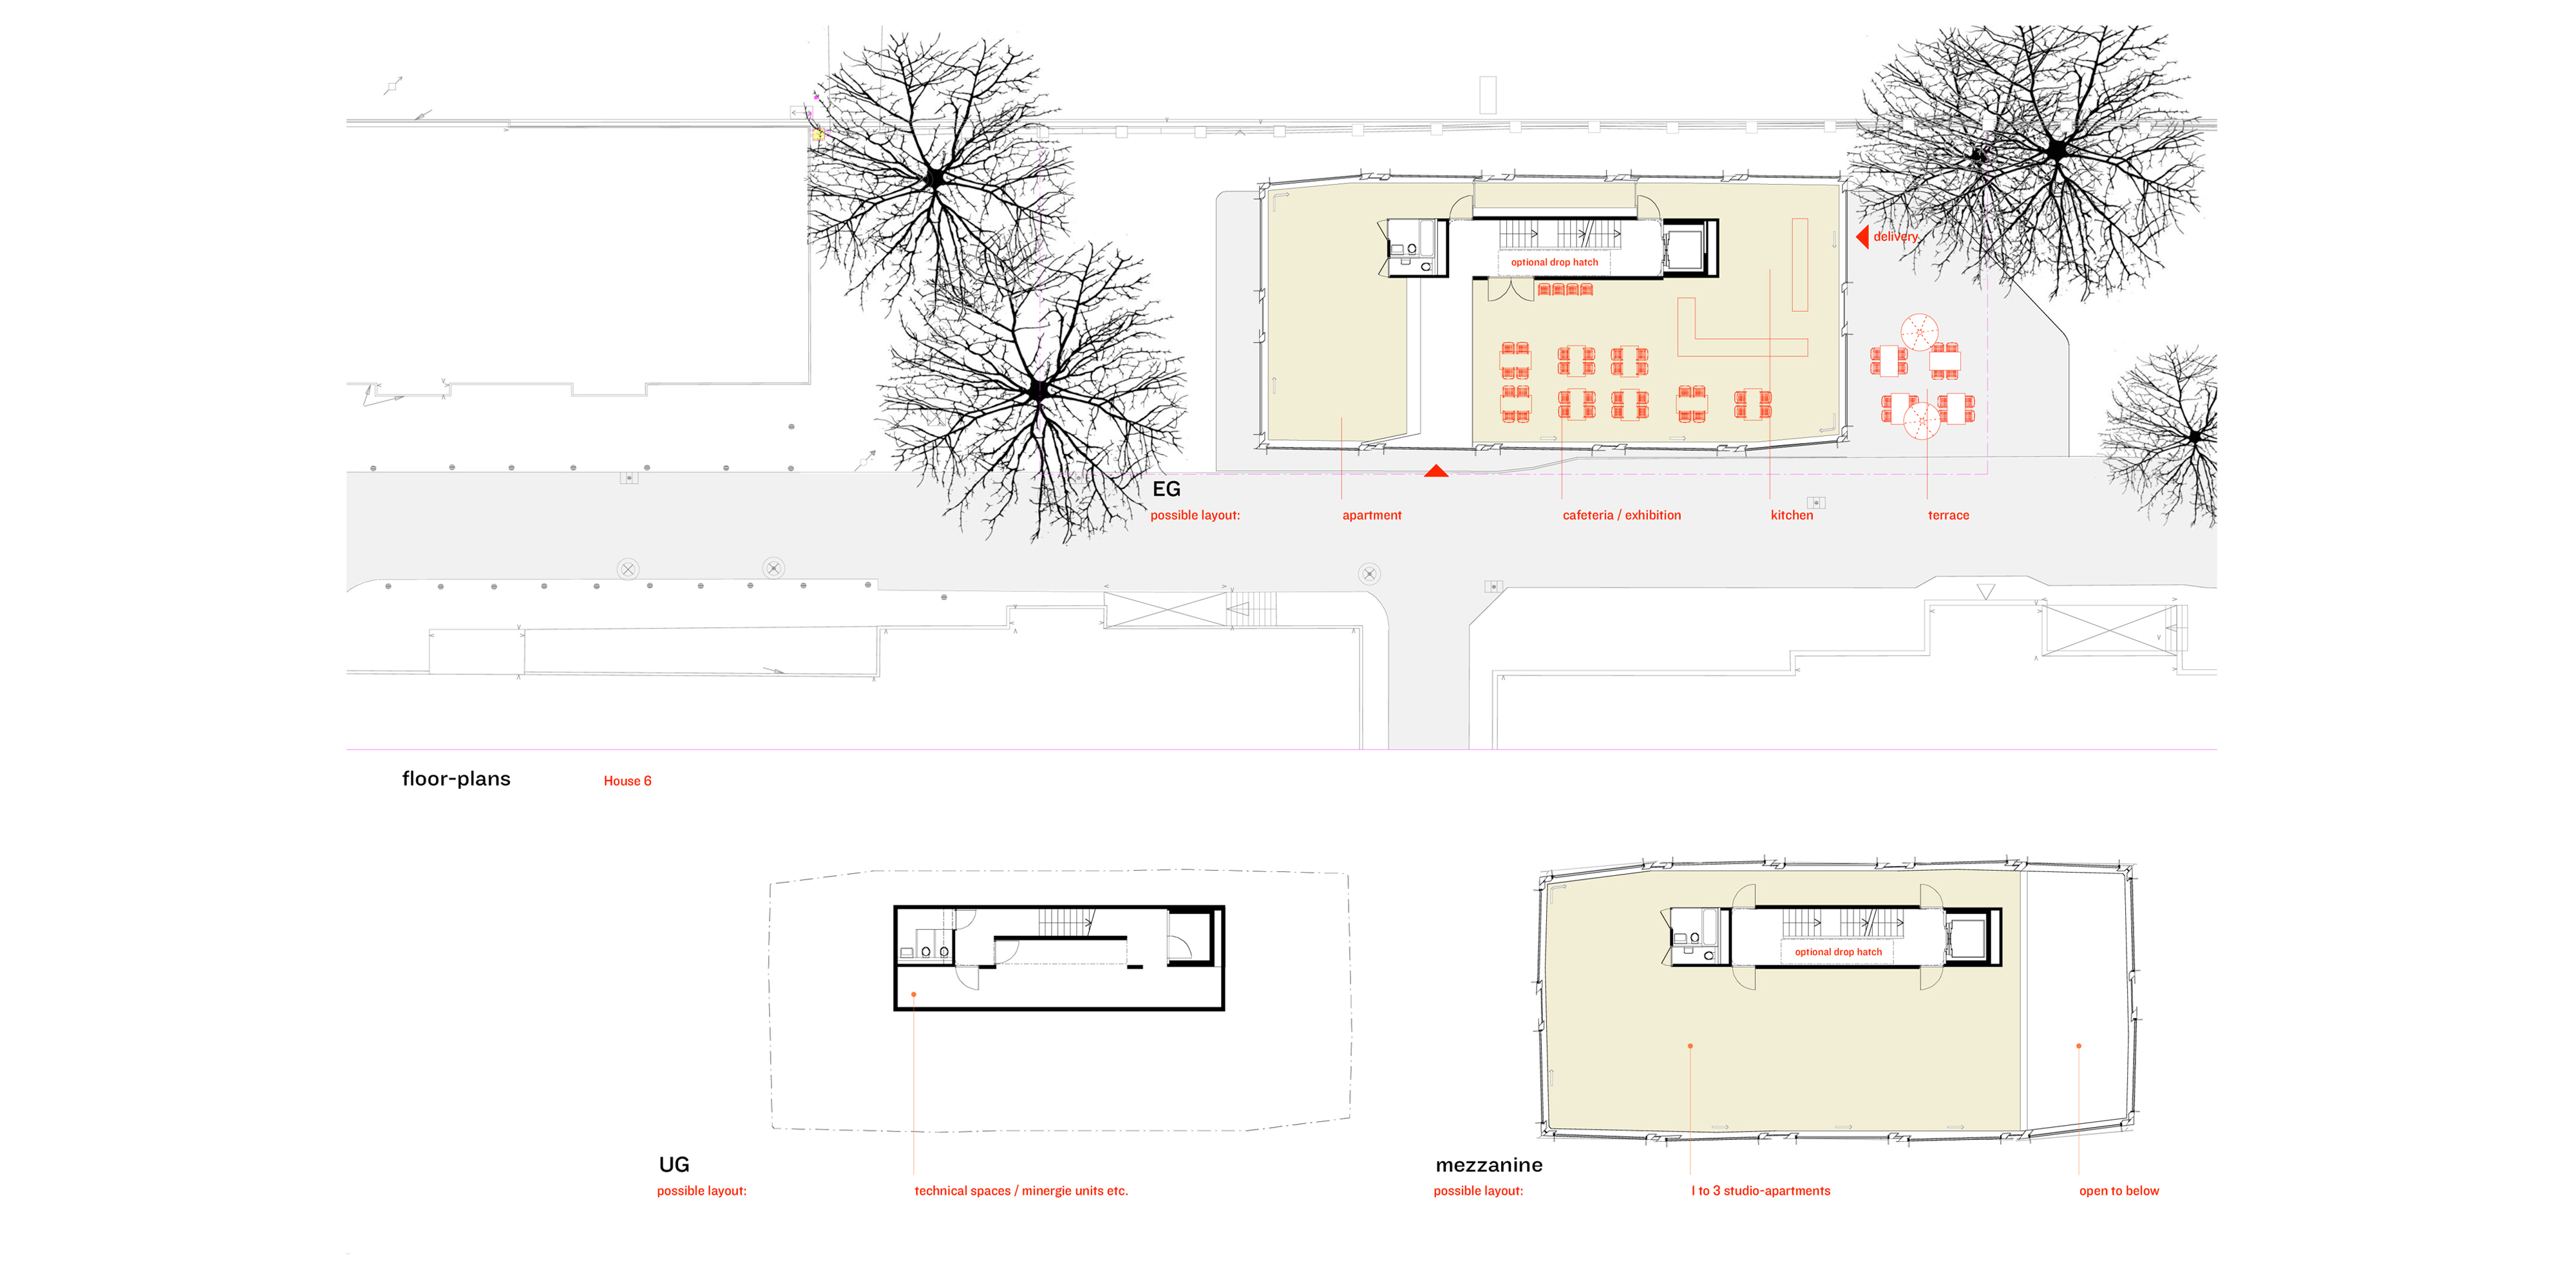 delivery
optional drop hatch
EG
possible layout: apartment cafeteria / exhibition kitchen terrace
floor-plans House 6
optional drop hatch
UG
possible layout: technical spaces / minergie units etc.
mezzanine
possible layout: 1 to 3 studio-apartments open to below